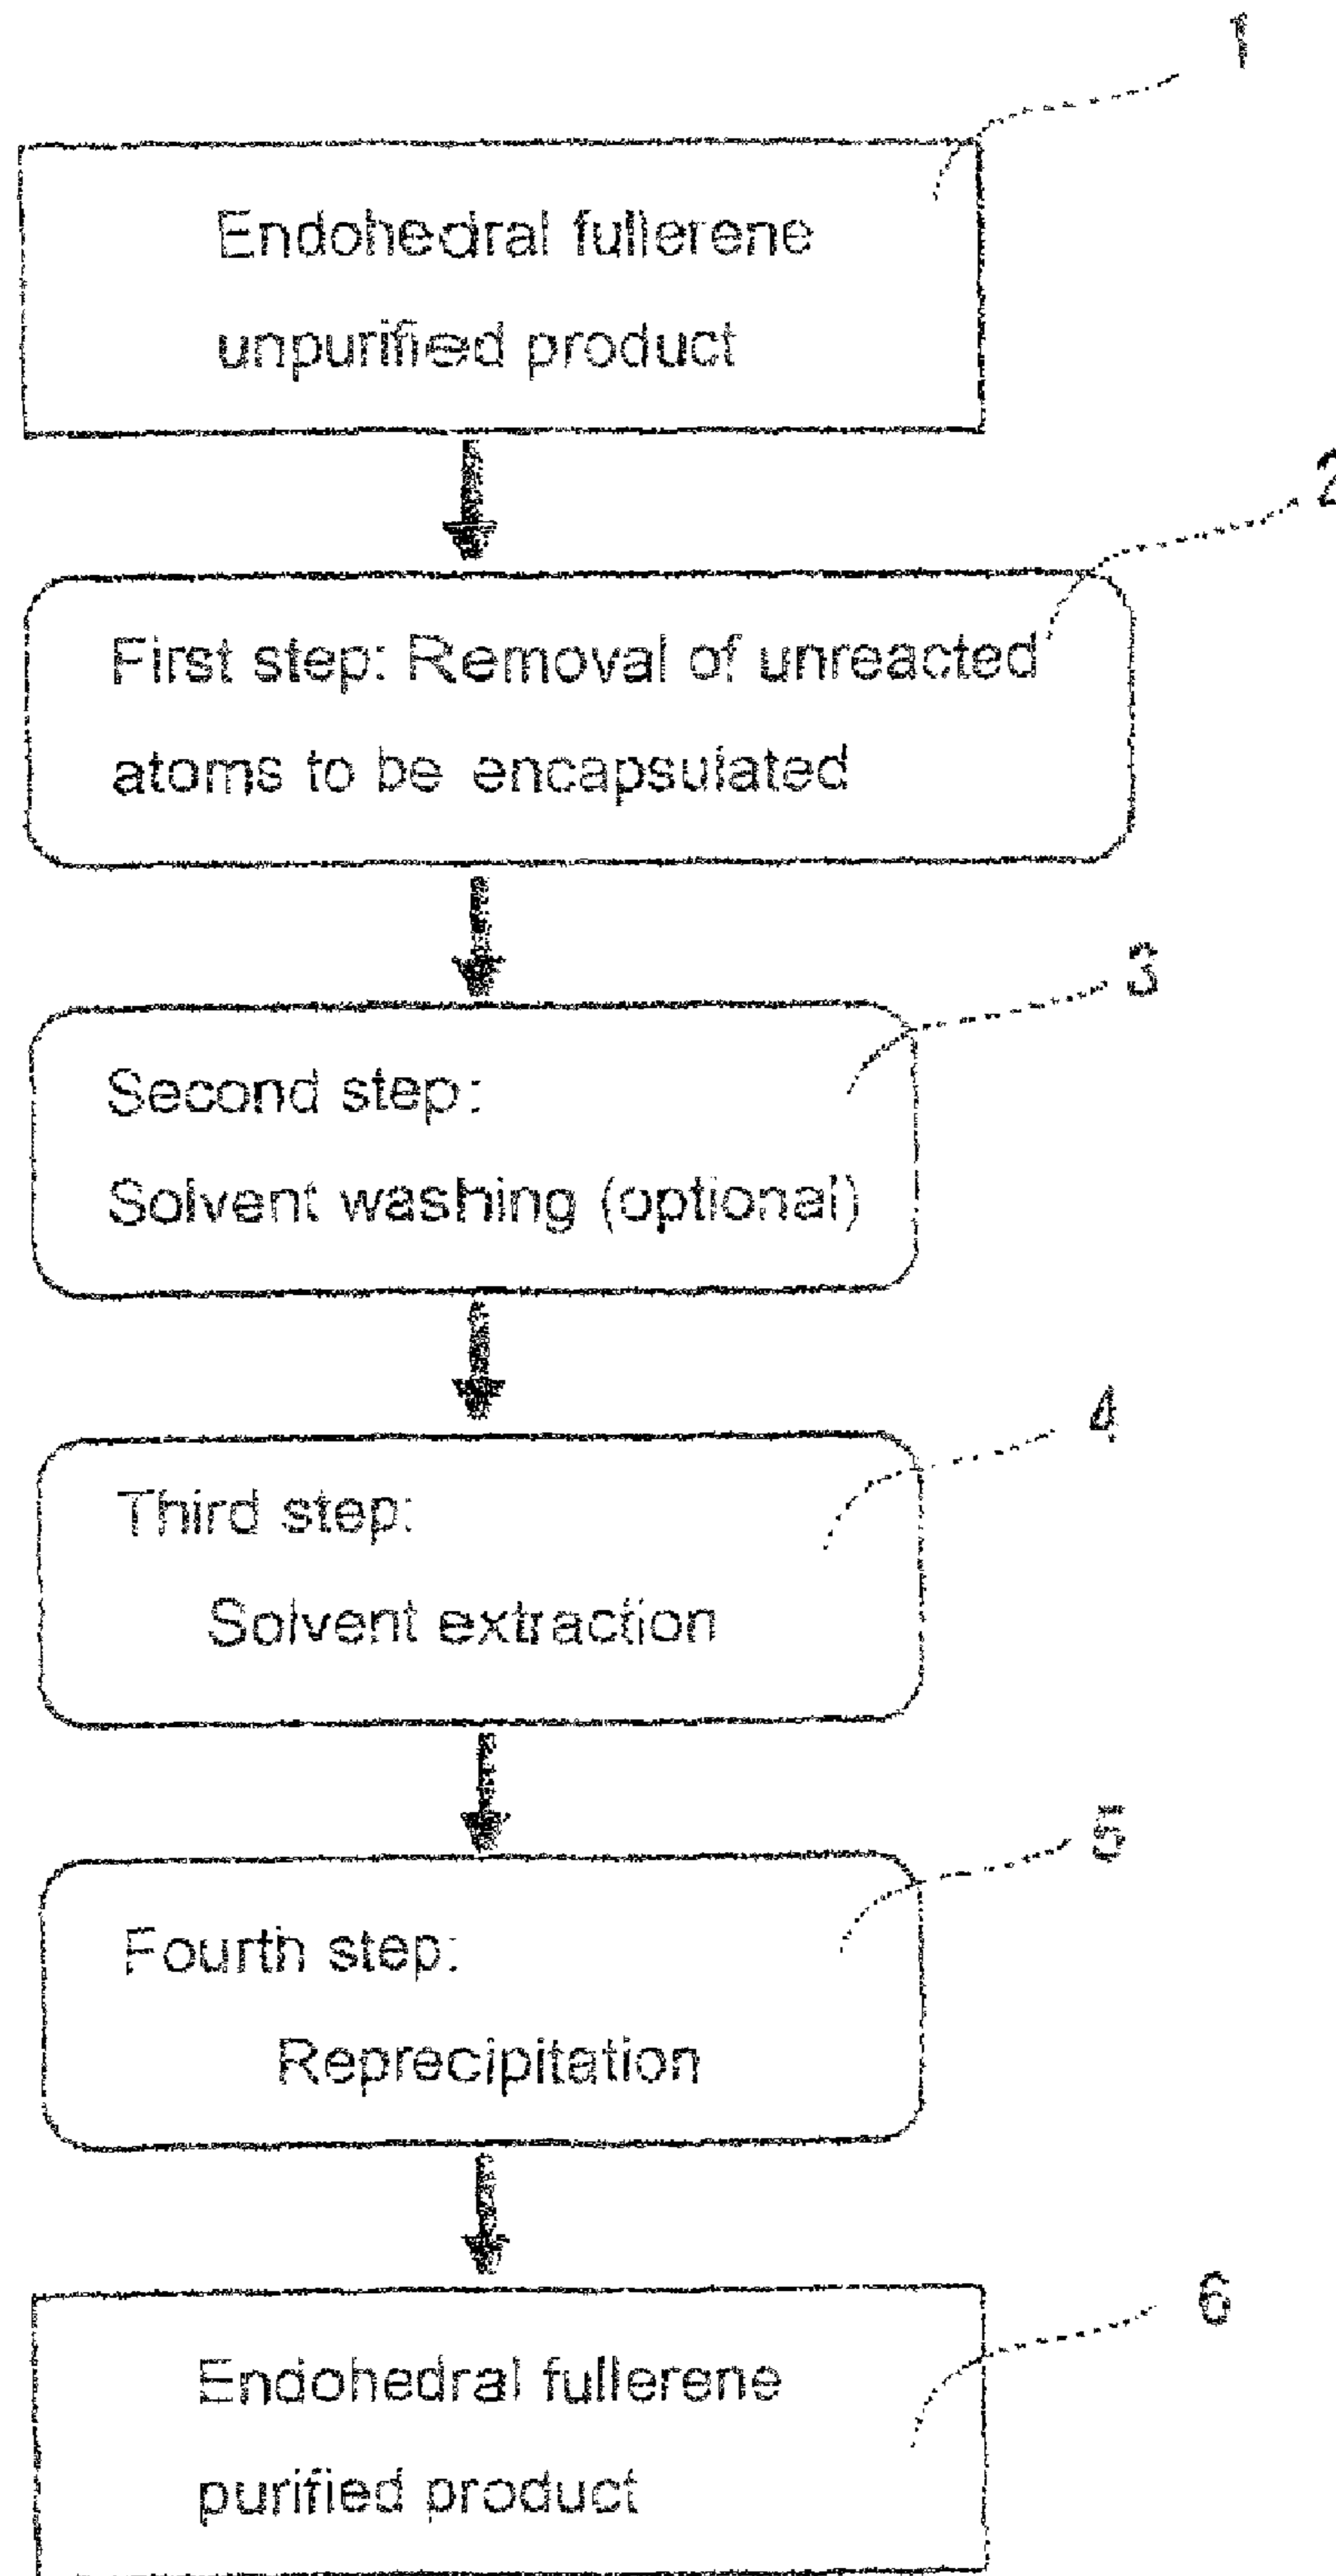 1
Endohedral fullerene
unpurified product
2
First step: Removal of unreacted
atoms to be encapsulated
3
Second step:
Solvent washing (optional)
4
Third step:
Solvent extraction
5
Fourth step:
Reprecipitation
6
Endohedral fullerene
purified product